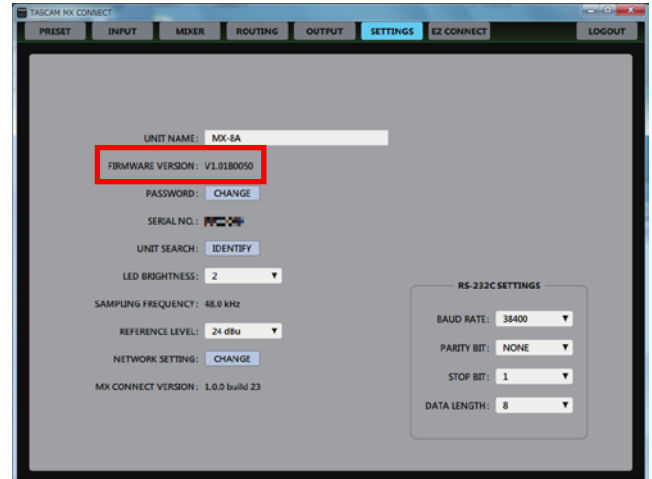 TASCAM MX CONNECT
PRESET INPUT MIXER ROUTING OUTPUT SETTINGS EZ CONNECT LOGOUT
UNIT NAME: MX-8A
FIRMWARE VERSION: V1.01B0050
PASSWORD: CHANGE
SERIAL NO.:
UNIT SEARCH: IDENTIFY
LED BRIGHTNESS: 2
SAMPLING FREQUENCY: 48.0 kHz
REFERENCE LEVEL: 24 dBu
NETWORK SETTING: CHANGE
MX CONNECT VERSION: 1.0.0 build 23
RS-232C SETTINGS
BAUD RATE: 38400
PARITY BIT: NONE
STOP BIT: 1
DATA LENGTH: 8